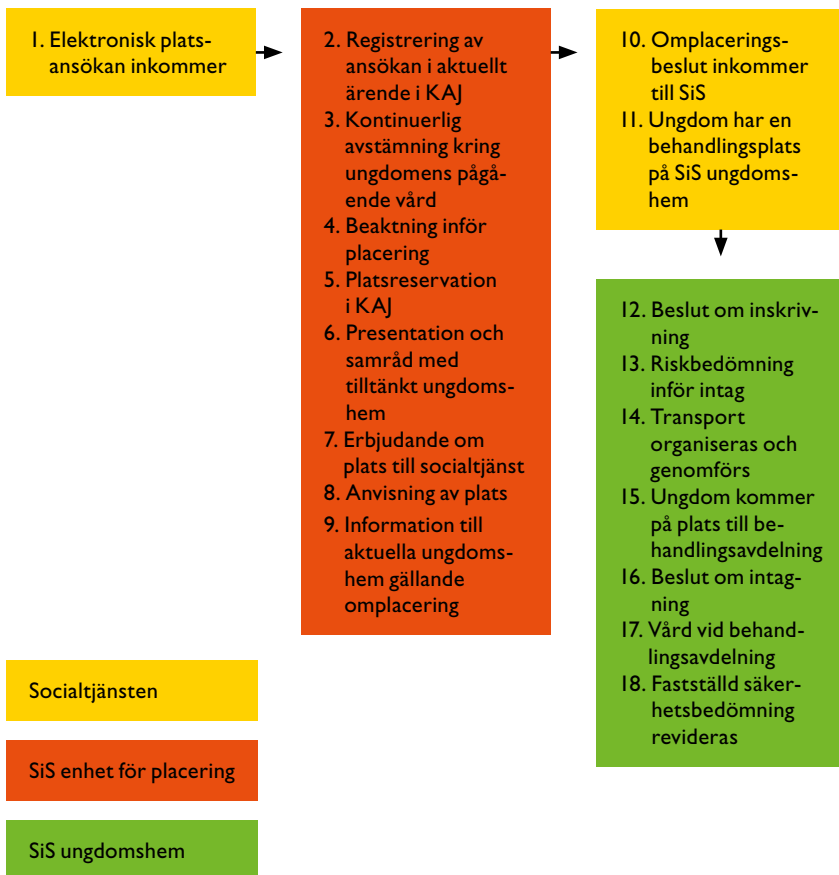 1. Elektronisk plats-
ansökan inkommer
2. Registrering av
ansökan i aktuellt
ärende i KAJ
3. Kontinuerlig
avstämning kring
ungdomens pågå-
ende vård
4. Beaktning inför
placering
5. Platsreservation
i KAJ
6. Presentation och
samråd med
tilltänkt ungdoms-
hem
7. Erbjudande om
plats till socialtjänst
8. Anvisning av plats
9. Information till
aktuella ungdoms-
hem gällande
omplacering
10. Omplacerings-
beslut inkommer
till SiS
11. Ungdom har en
behandlingsplats
på SiS ungdoms-
hem
12. Beslut om inskriv-
ning
13. Riskbedömning
inför intag
14. Transport
organiseras och
genomförs
15. Ungdom kommer
på plats till be-
handlingsavdelning
16. Beslut om intag-
ning
17. Vård vid behand-
lingsavdelning
18. Fastställd säker-
hetsbedömning
revideras
Socialtjänsten
SiS enhet för placering
SiS ungdomshem